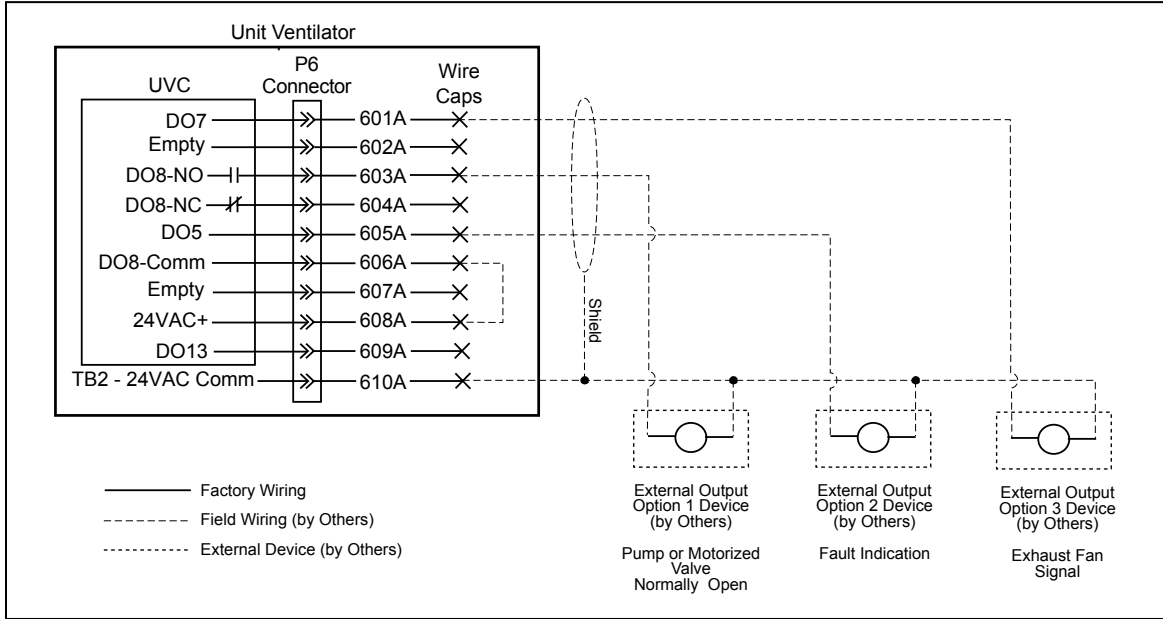 Unit Ventilator
P6
Connector
Wire
Caps
UVC
DO7
601A
Empty
602A
DO8-NO
603A
DO8-NC
604A
DO5
605A
DO8-Comm
606A
Empty
607A
24VAC+
608A
DO13
609A
TB2 - 24VAC Comm
610A
Shield
Factory Wiring
Field Wiring (by Others)
External Device (by Others)
External Output
Option 1 Device
(by Others)
Pump or Motorized
Valve
Normally Open
External Output
Option 2 Device
(by Others)
Fault Indication
External Output
Option 3 Device
(by Others)
Exhaust Fan
Signal